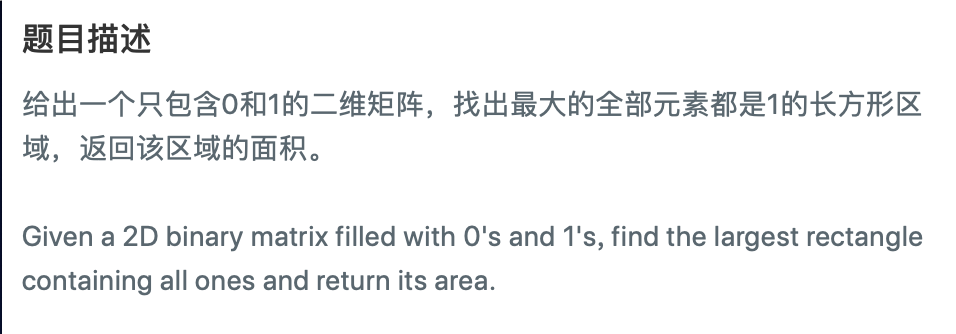 题目描述
给出一个只包含0和1的二维矩阵，找出最大的全部元素都是1的长方形区
域，返回该区域的面积。
Given a 2D binary matrix filled with 0's and 1's, find the largest rectangle
containing all ones and return its area.